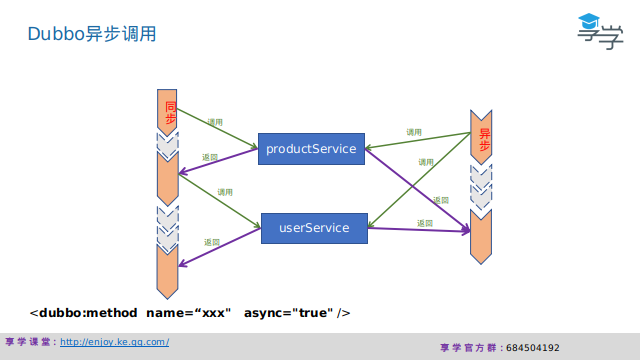 Dubbo异步调用
享学
同步
异步
调用
调用
返回
productService
调用
调用
返回
返回
userService
返回
<dubbo:method name=“xxx" async="true" />
享学课堂：http://enjoy.ke.qq.com/
享学官方群：684504192